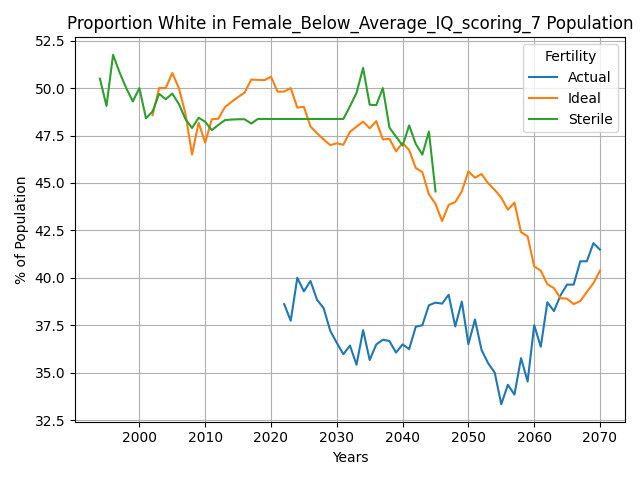 Proportion White in Female_Below_Average_IQ_scoring_7 Population
52.5
50.0
47.5
45.0
42.5
40.0
37.5
35.0
32.5
% of Population
Fertility
Actual
Ideal
Sterile
2000 2010 2020 2030 2040 2050 2060 2070
Years